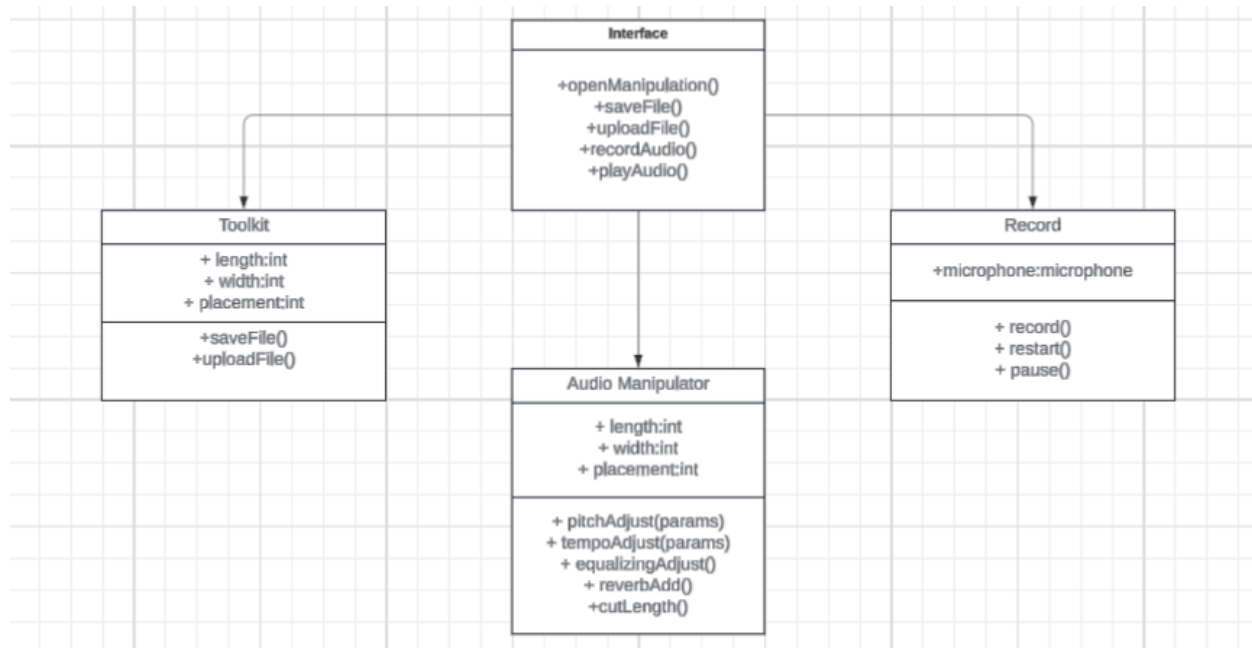 Interface
+openManipulation()
+saveFile()
+uploadFile()
+recordAudio()
+playAudio()
Toolkit
+ length:int
+ width:int
+ placement:int
+saveFile()
+uploadFile()
Record
+microphone:microphone
+ record()
+ restart()
+ pause()
Audio Manipulator
+ length:int
+ width:int
+ placement:int
+ pitchAdjust(params)
+ tempoAdjust(params)
+ equalizingAdjust()
+ reverbAdd()
+cutLength()